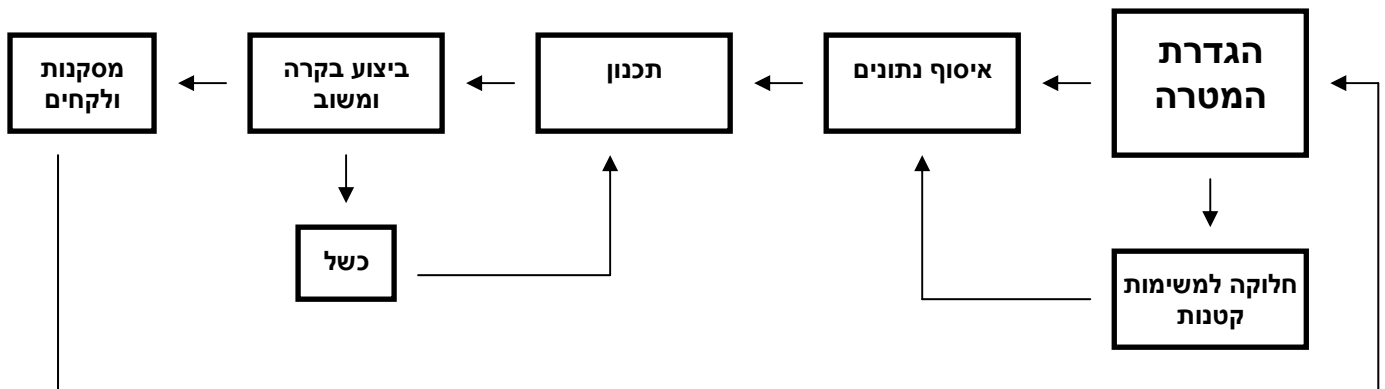 הגדרת
המטרה
איסוף נתונים
תכנון
ביצוע בקרה
ומשוב
מסקנות
ולקחים
חלוקה למשימות
קטנות
כשל